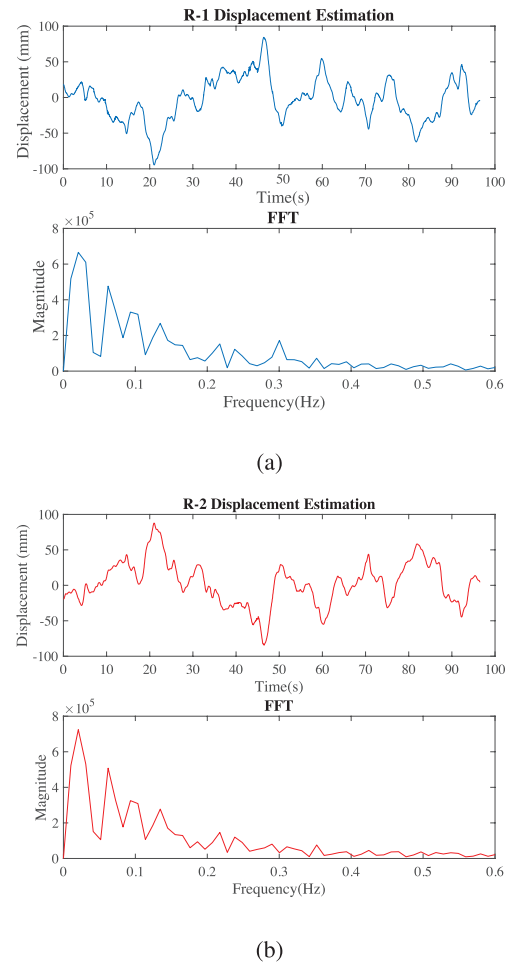 R-1 Displacement Estimation
Displacement (mm)
100
50
0
-50
-100
0 10 20 30 40 50 60 70 80 90 100
Time(s)
FFT
×10^5
Magnitude
8
6
4
2
0
0 0.1 0.2 0.3 0.4 0.5 0.6
Frequency(Hz)
(a)
R-2 Displacement Estimation
Displacement (mm)
100
50
0
-50
-100
0 10 20 30 40 50 60 70 80 90 100
Time(s)
FFT
×10^5
Magnitude
8
6
4
2
0
0 0.1 0.2 0.3 0.4 0.5 0.6
Frequency(Hz)
(b)